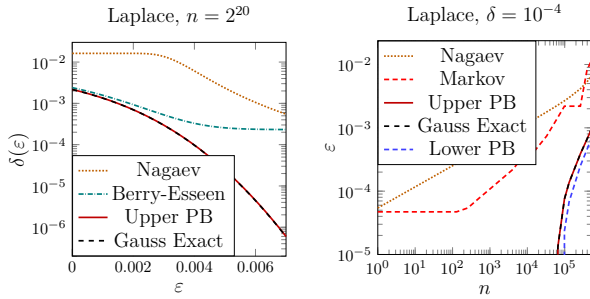 Laplace, n = 2^20
10^-2
10^-3
10^-4
10^-5
10^-6
δ(ε)
Nagaev
Berry-Esseen
Upper PB
Gauss Exact
0 0.002 0.004 0.006
ε
Laplace, δ = 10^-4
10^-2
10^-3
10^-4
10^-5
ε
Nagaev
Markov
Upper PB
Gauss Exact
Lower PB
10^0 10^1 10^2 10^3 10^4 10^5
n